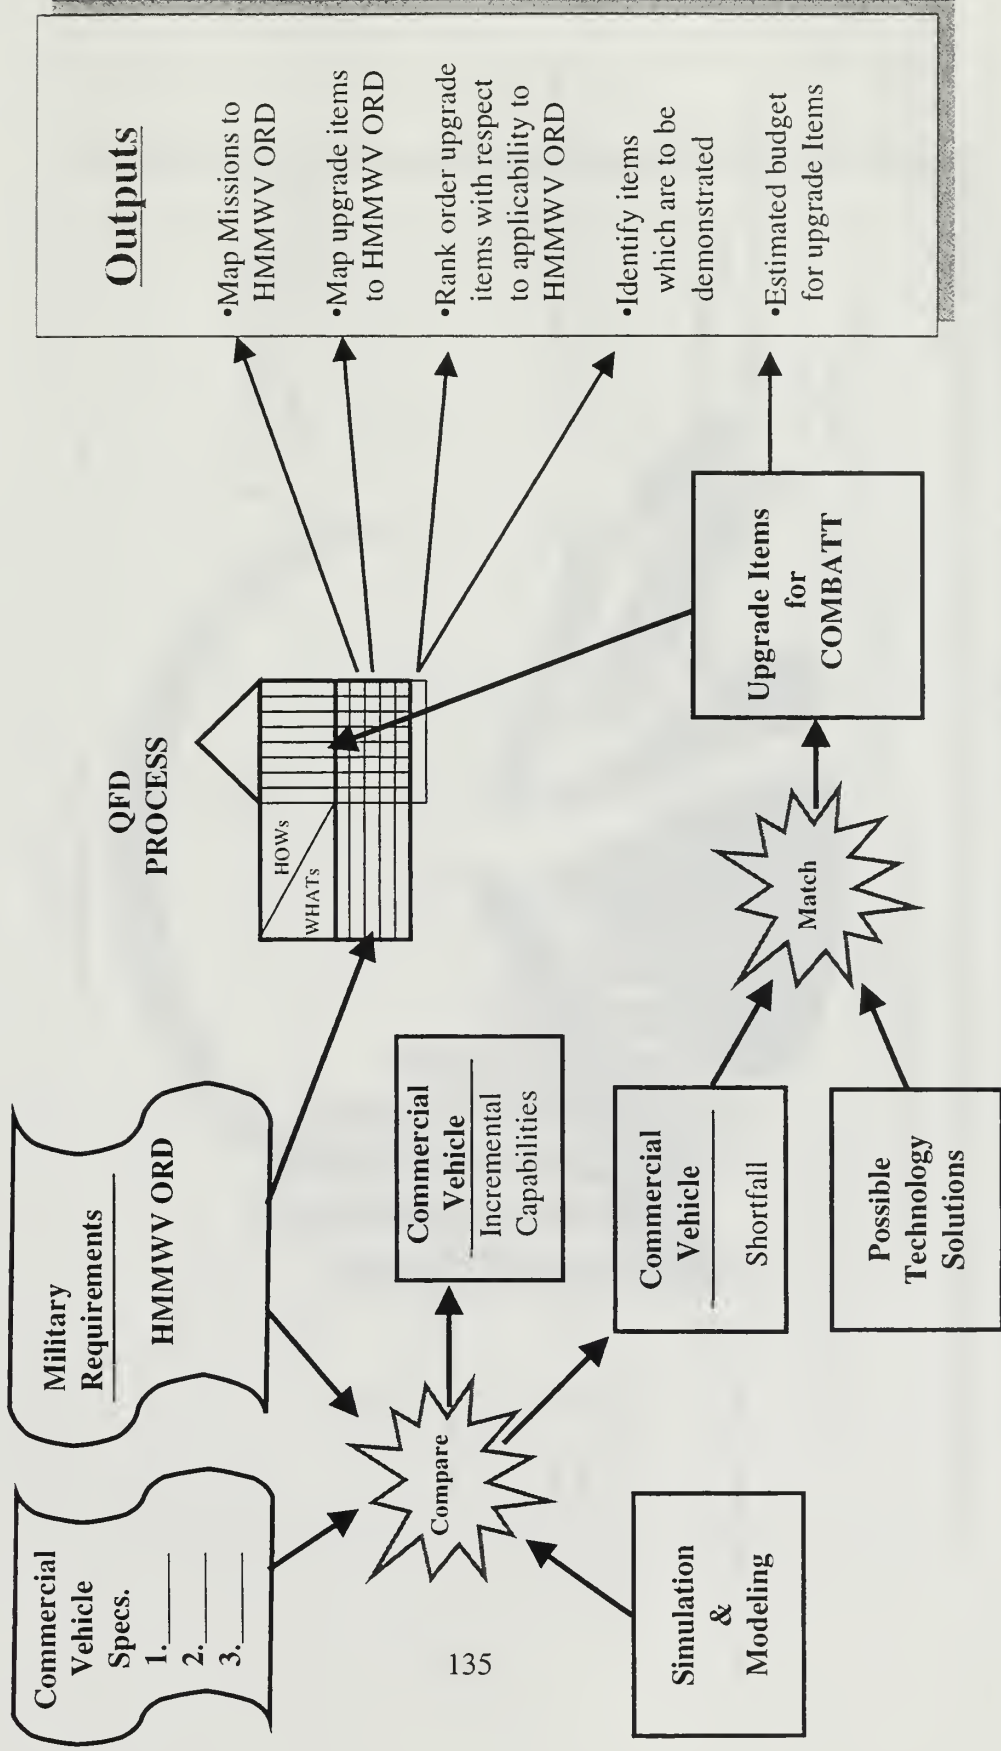 Commercial
Vehicle
Specs.
1.
2.
3.
Military
Requirements
HMMWV ORD
QFD
PROCESS
HOWs
WHATs
Outputs
•Map Missions to
HMMWV ORD
•Map upgrade items
to HMMWV ORD
•Rank order upgrade
items with respect
to applicability to
HMMWV ORD
•Identify items
which are to be
demonstrated
•Estimated budget
for upgrade Items
Compare
Commercial
Vehicle
Incremental
Capabilities
Simulation
&
Modeling
Commercial
Vehicle
Shortfall
Possible
Technology
Solutions
Match
Upgrade Items
for
COMBATT
135